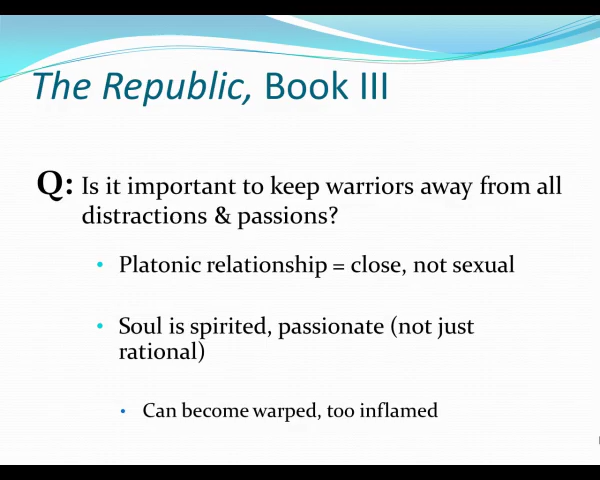 The Republic, Book III
Q: Is it important to keep warriors away from all
distractions & passions?
• Platonic relationship = close, not sexual
• Soul is spirited, passionate (not just
rational)
• Can become warped, too inflamed